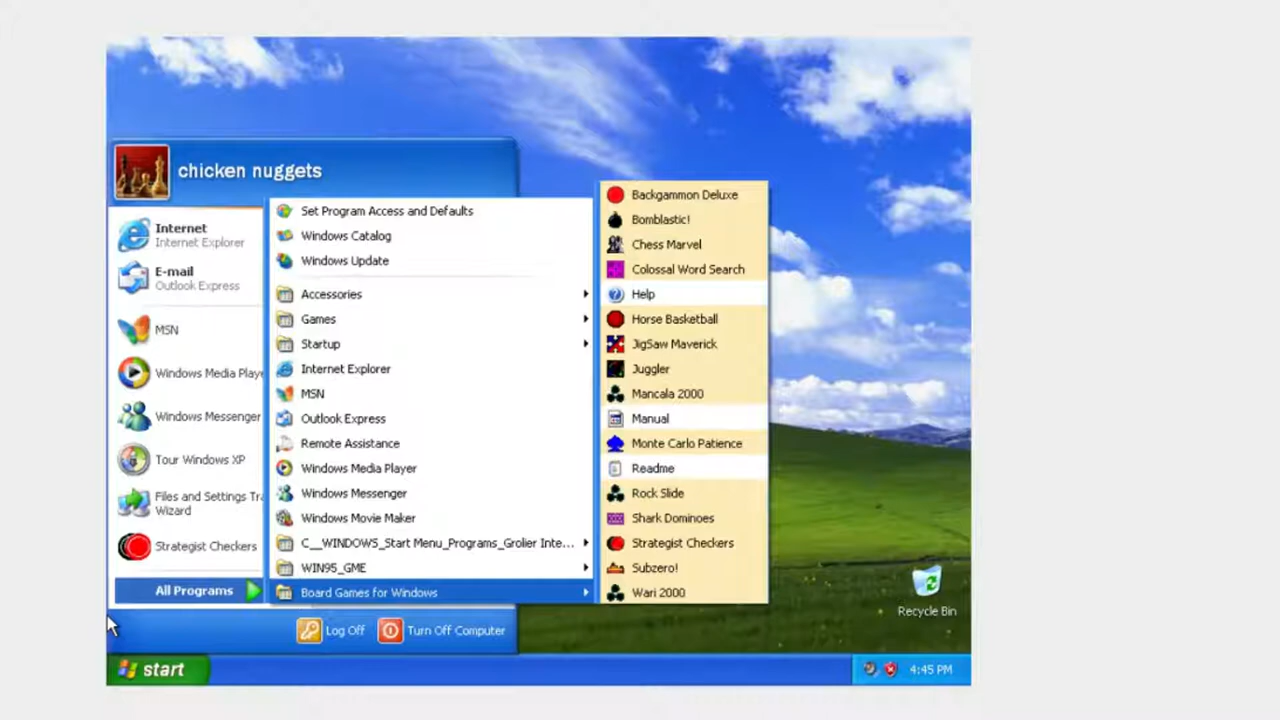 chicken nuggets
Internet
Internet Explorer
E-mail
Outlook Express
MSN
Windows Media Playe
Windows Messenger
Tour Windows XP
Files and Settings Tra
Wizard
Strategist Checkers
All Programs
Set Program Access and Defaults
Windows Catalog
Windows Update
Accessories
Games
Startup
Internet Explorer
MSN
Outlook Express
Remote Assistance
Windows Media Player
Windows Messenger
Windows Movie Maker
C__WINDOWS_Start Menu_Programs_Grolier Inte...
WIN95_GME
Board Games for Windows
Backgammon Deluxe
Bomblastic!
Chess Marvel
Colossal Word Search
Help
Horse Basketball
JigSaw Maverick
Juggler
Mancala 2000
Manual
Monte Carlo Patience
Readme
Rock Slide
Shark Dominoes
Strategist Checkers
Subzero!
Wari 2000
Recycle Bin
Log Off
Turn Off Computer
start
4:45 PM